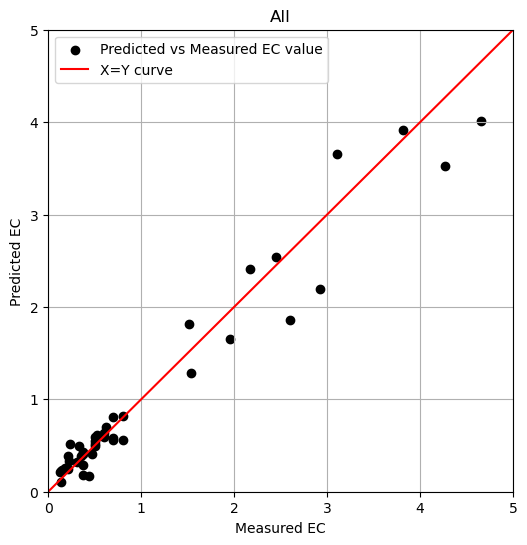 All
Predicted vs Measured EC value
X=Y curve
5
4
3
2
1
0
Predicted EC
0 1 2 3 4 5
Measured EC